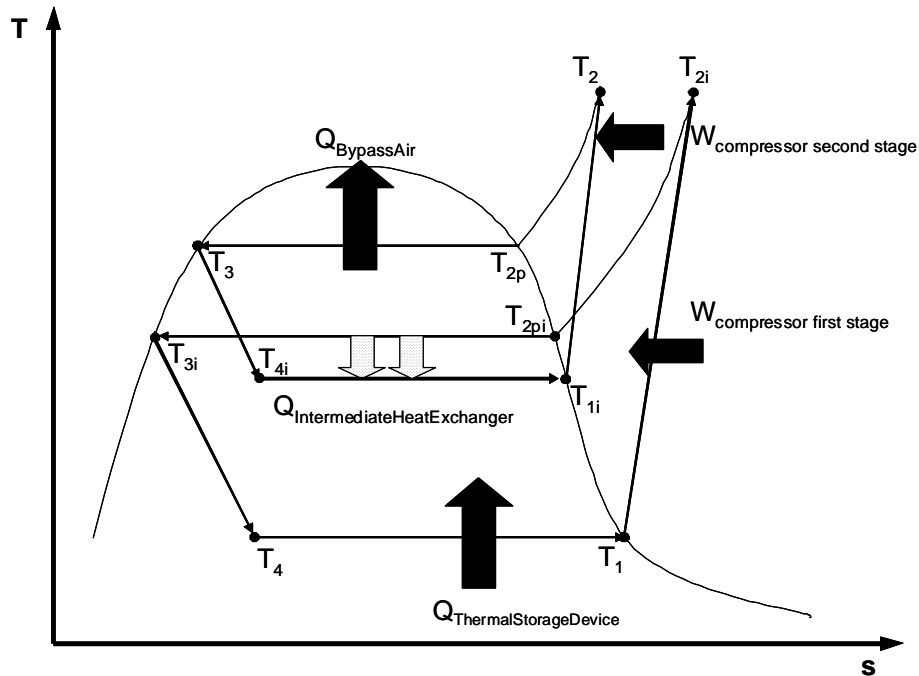 T
T2
T2i
QBypassAir
Wcompressor second stage
T3
T2p
T2pi
Wcompressor first stage
T3i
T4i
T1i
QIntermediateHeatExchanger
T4
T1
QThermalStorageDevice
s